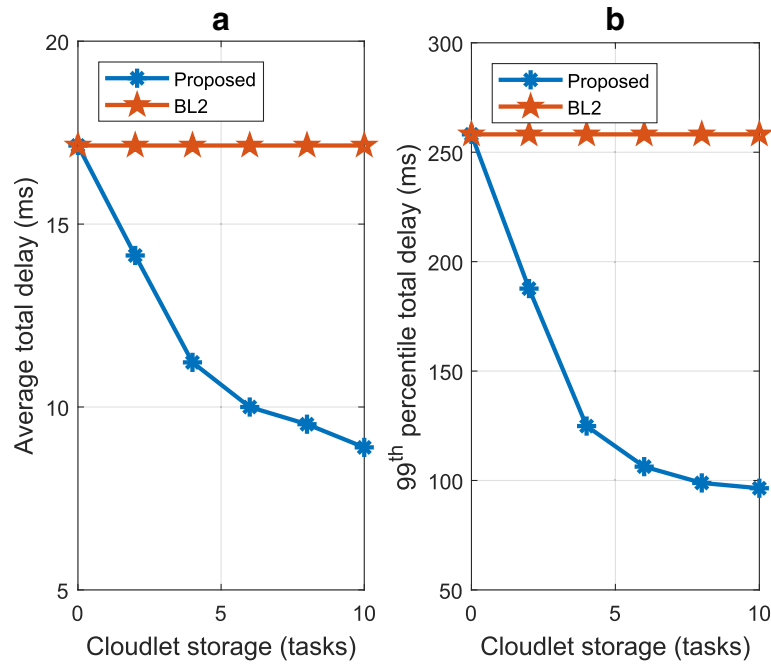 a
20
15
10
5
Average total delay (ms)
Proposed
BL2
0
5
10
Cloudlet storage (tasks)
b
300
250
200
150
100
50
99th percentile total delay (ms)
Proposed
BL2
0
5
10
Cloudlet storage (tasks)